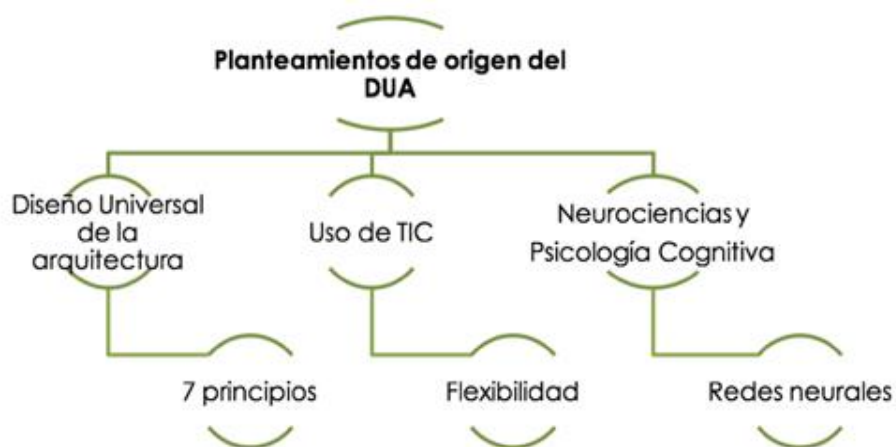 Planteamientos de origen del
DUA
Diseño Universal
de la
arquitectura
Uso de TIC
Neurociencias y
Psicología Cognitiva
7 principios
Flexibilidad
Redes neurales